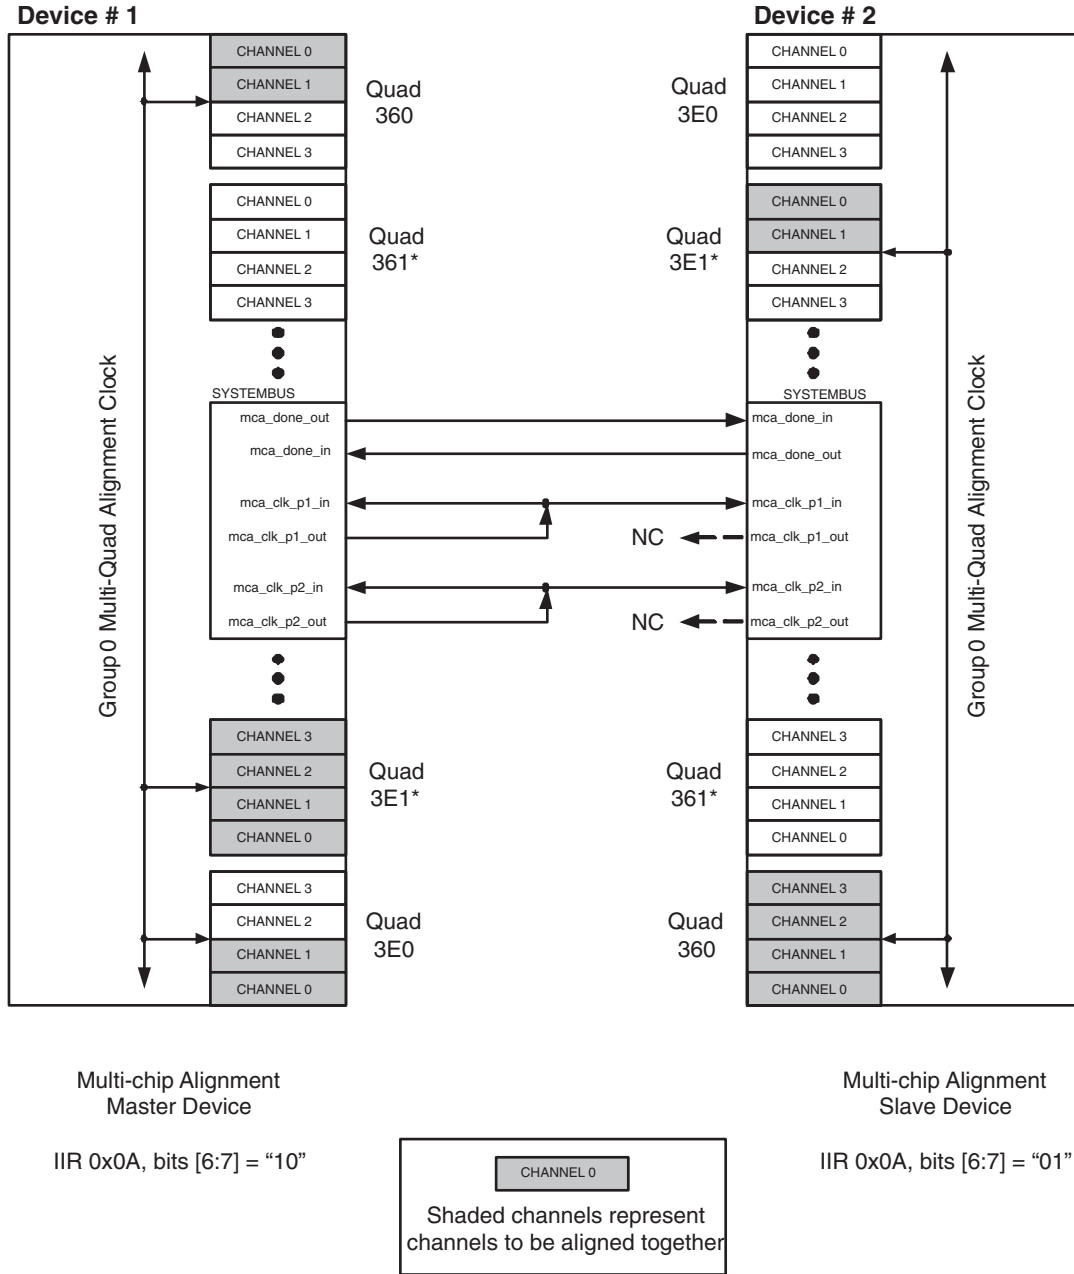 Device # 1
CHANNEL 0
CHANNEL 1
CHANNEL 2
CHANNEL 3
Quad
360
CHANNEL 0
CHANNEL 1
CHANNEL 2
CHANNEL 3
Quad
361*
Group 0 Multi-Quad Alignment Clock
SYSTEMBUS
mca_done_out
mca_done_in
mca_clk_p1_in
mca_clk_p1_out
mca_clk_p2_in
mca_clk_p2_out
CHANNEL 3
CHANNEL 2
CHANNEL 1
CHANNEL 0
Quad
3E1*
CHANNEL 3
CHANNEL 2
CHANNEL 1
CHANNEL 0
Quad
3E0
Device # 2
Quad
3E0
CHANNEL 0
CHANNEL 1
CHANNEL 2
CHANNEL 3
Quad
3E1*
CHANNEL 0
CHANNEL 1
CHANNEL 2
CHANNEL 3
SYSTEMBUS
mca_done_in
mca_done_out
mca_clk_p1_in
NC
mca_clk_p1_out
mca_clk_p2_in
NC
mca_clk_p2_out
Group 0 Multi-Quad Alignment Clock
Quad
361*
CHANNEL 3
CHANNEL 2
CHANNEL 1
CHANNEL 0
Quad
360
CHANNEL 3
CHANNEL 2
CHANNEL 1
CHANNEL 0
Multi-chip Alignment
Master Device
IIR 0x0A, bits [6:7] = “10”
Multi-chip Alignment
Slave Device
IIR 0x0A, bits [6:7] = “01”
CHANNEL 0
Shaded channels represent
channels to be aligned together